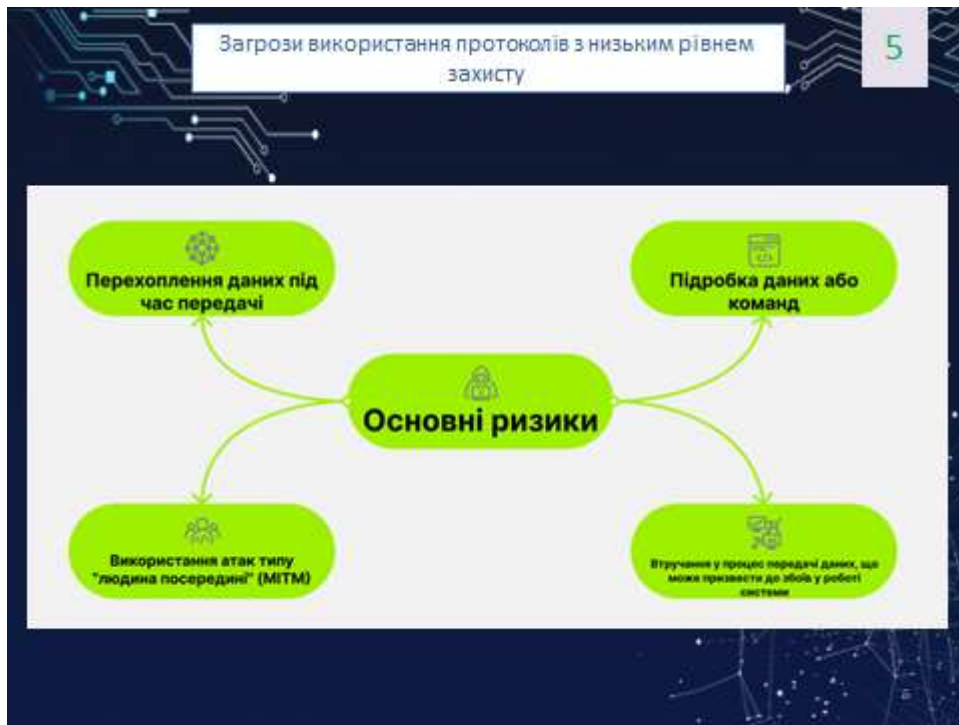 Загрози використання протоколів з низьким рівнем
захисту
5
Перехоплення даних під
час передачі
Підробка даних або
команд
Основні ризики
Використання атак типу
"людина посередині" (МІТМ)
Втручання у процес передачі даних, що
може призвести до збоїв у роботі
системи